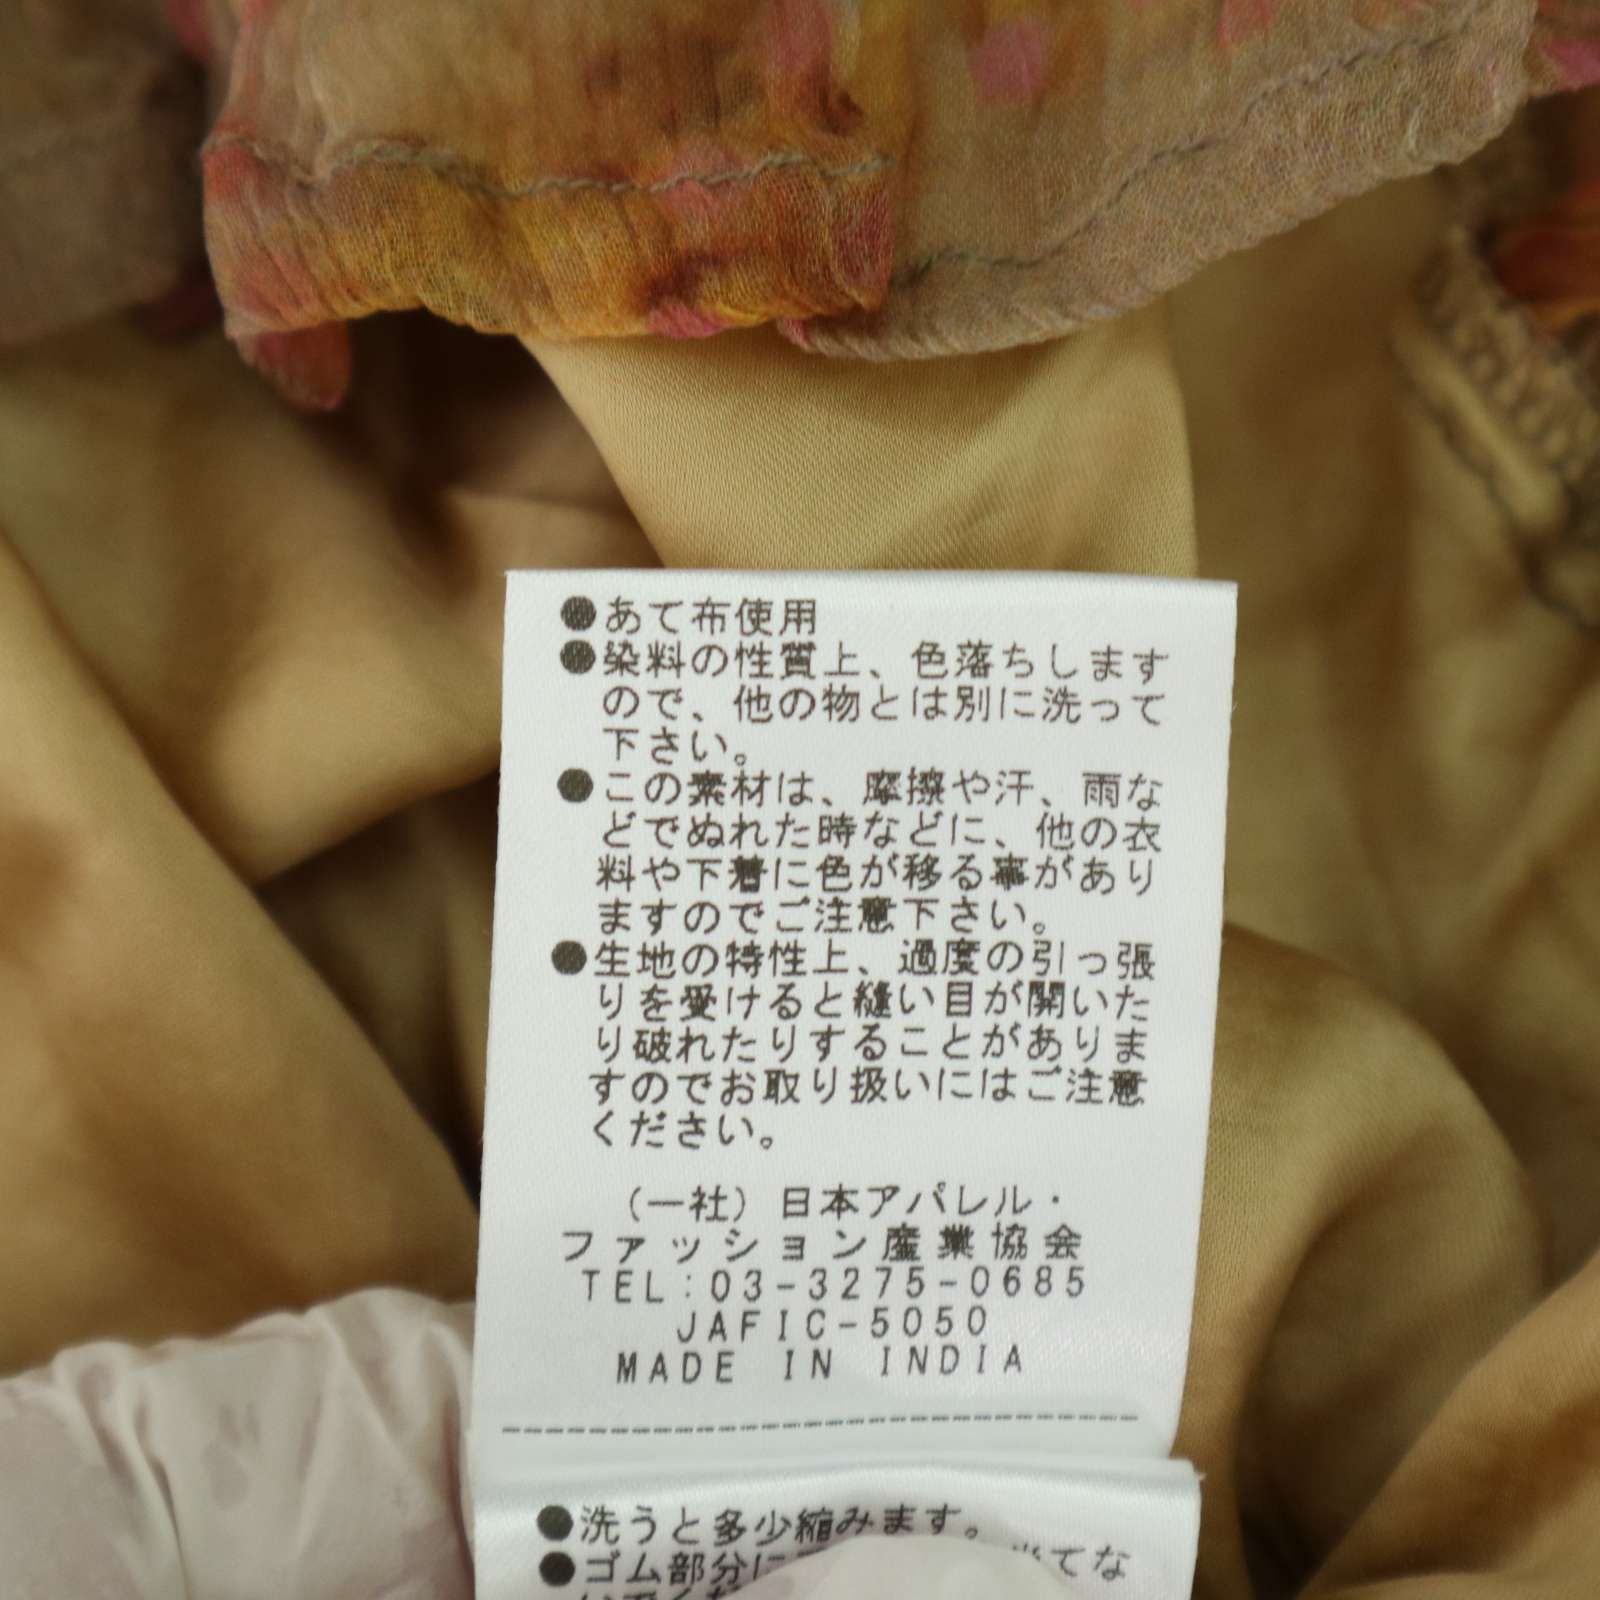 ●あて布使用
●染料の性質上、色落ちします
ので、他の物とは別に洗って
下さい。
●この素材は、摩擦や汗、雨な
どでぬれた時などに、他の衣
料や下着に色が移る事があり
ますのでご注意下さい。
●生地の特性上、過度の引っ張
りを受けると縫い目が開いた
り破れたりすることがありま
すのでお取り扱いにはご注意
ください。
(一社)日本アパレル・
ファッション産業協会
TEL:03-3275-0685
JAFIC-5050
MADE IN INDIA
●洗うと多少縮みます。
●ゴム部分に 当てな